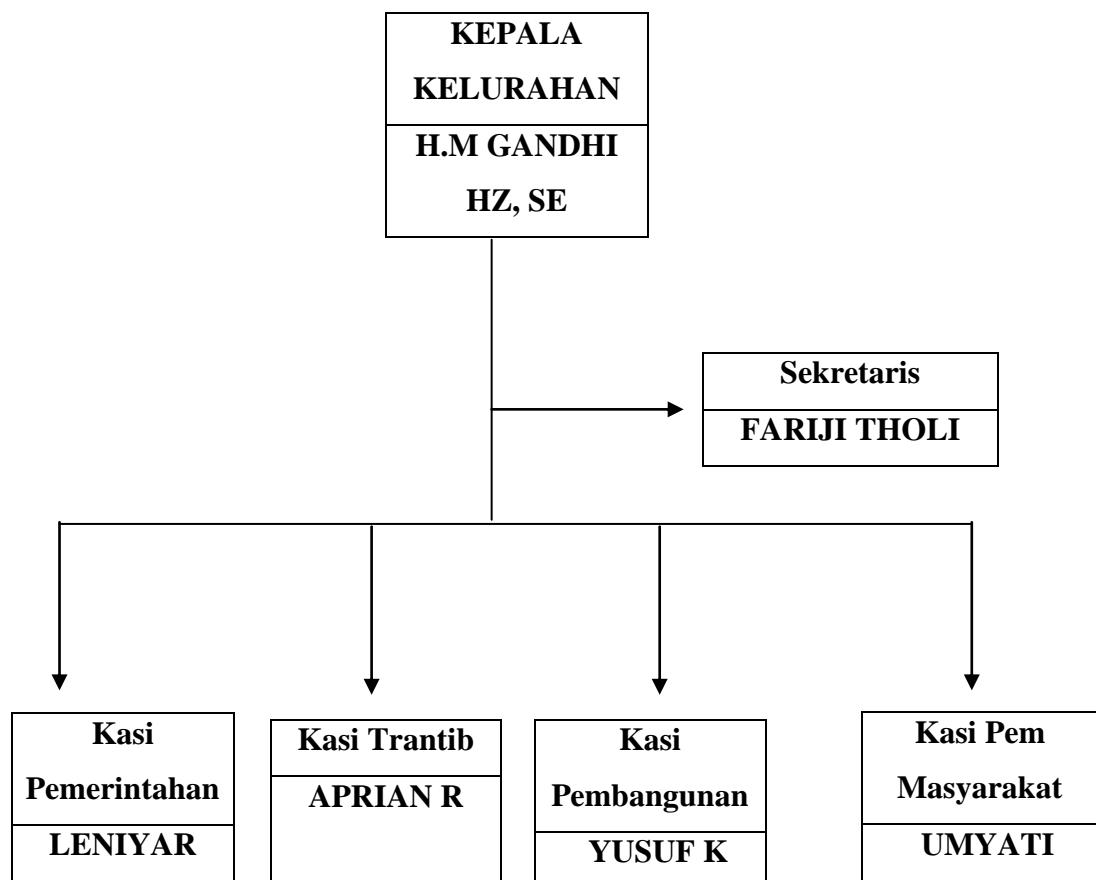 KEPALA
KELURAHAN
H.M GANDHI
HZ, SE
Sekretaris
FARIJI THOLI
Kasi
Pemerintahan
LENIYAR
Kasi Trantib
APRIAN R
Kasi
Pembangunan
YUSUF K
Kasi Pem
Masyarakat
UMYATI